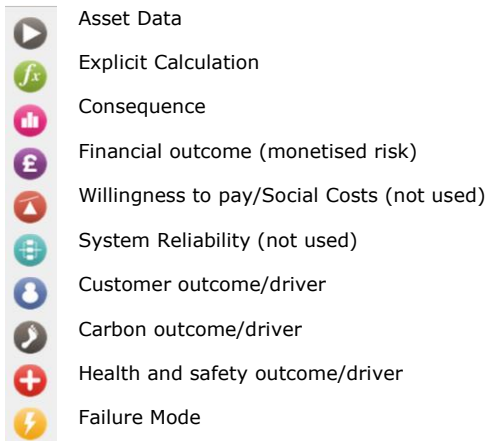 Asset Data
fx Explicit Calculation
Consequence
£ Financial outcome (monetised risk)
Willingness to pay/Social Costs (not used)
System Reliability (not used)
Customer outcome/driver
Carbon outcome/driver
Health and safety outcome/driver
Failure Mode